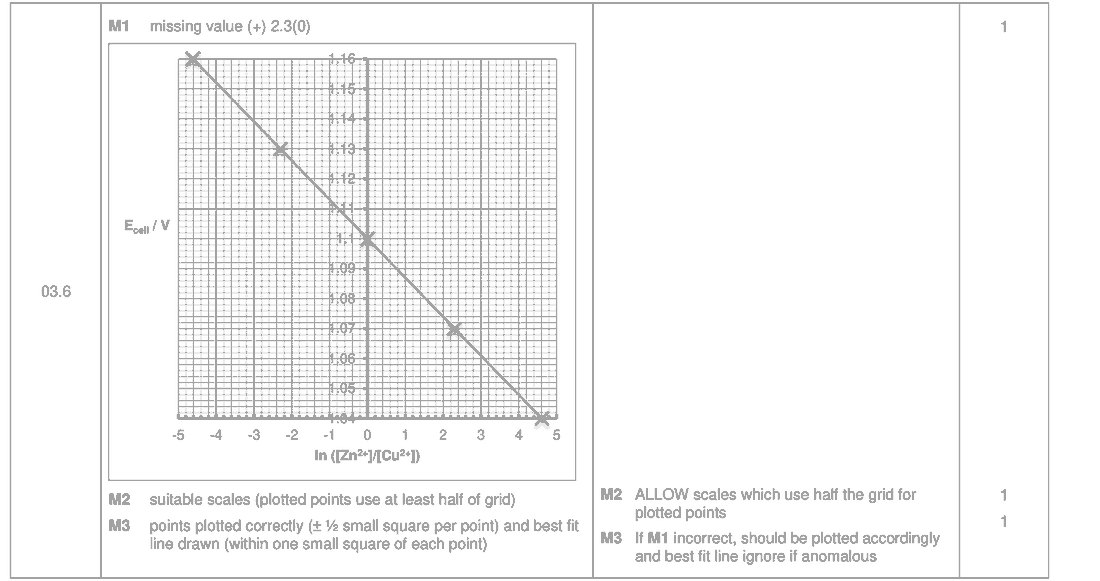 M1 missing value (+) 2.3(0)
1
1.16
1.15
1.14
1.13
1.12
1.11
E_cell / V
1.1
1.09
1.08
03.6
1.07
1.06
1.05
1.04
-5 -4 -3 -2 -1 0 1 2 3 4 5
ln ([Zn²⁺]/[Cu²⁺])
M2 suitable scales (plotted points use at least half of grid)
M3 points plotted correctly (± ½ small square per point) and best fit
line drawn (within one small square of each point)
M2 ALLOW scales which use half the grid for
plotted points
M3 If M1 incorrect, should be plotted accordingly
and best fit line ignore if anomalous
1
1